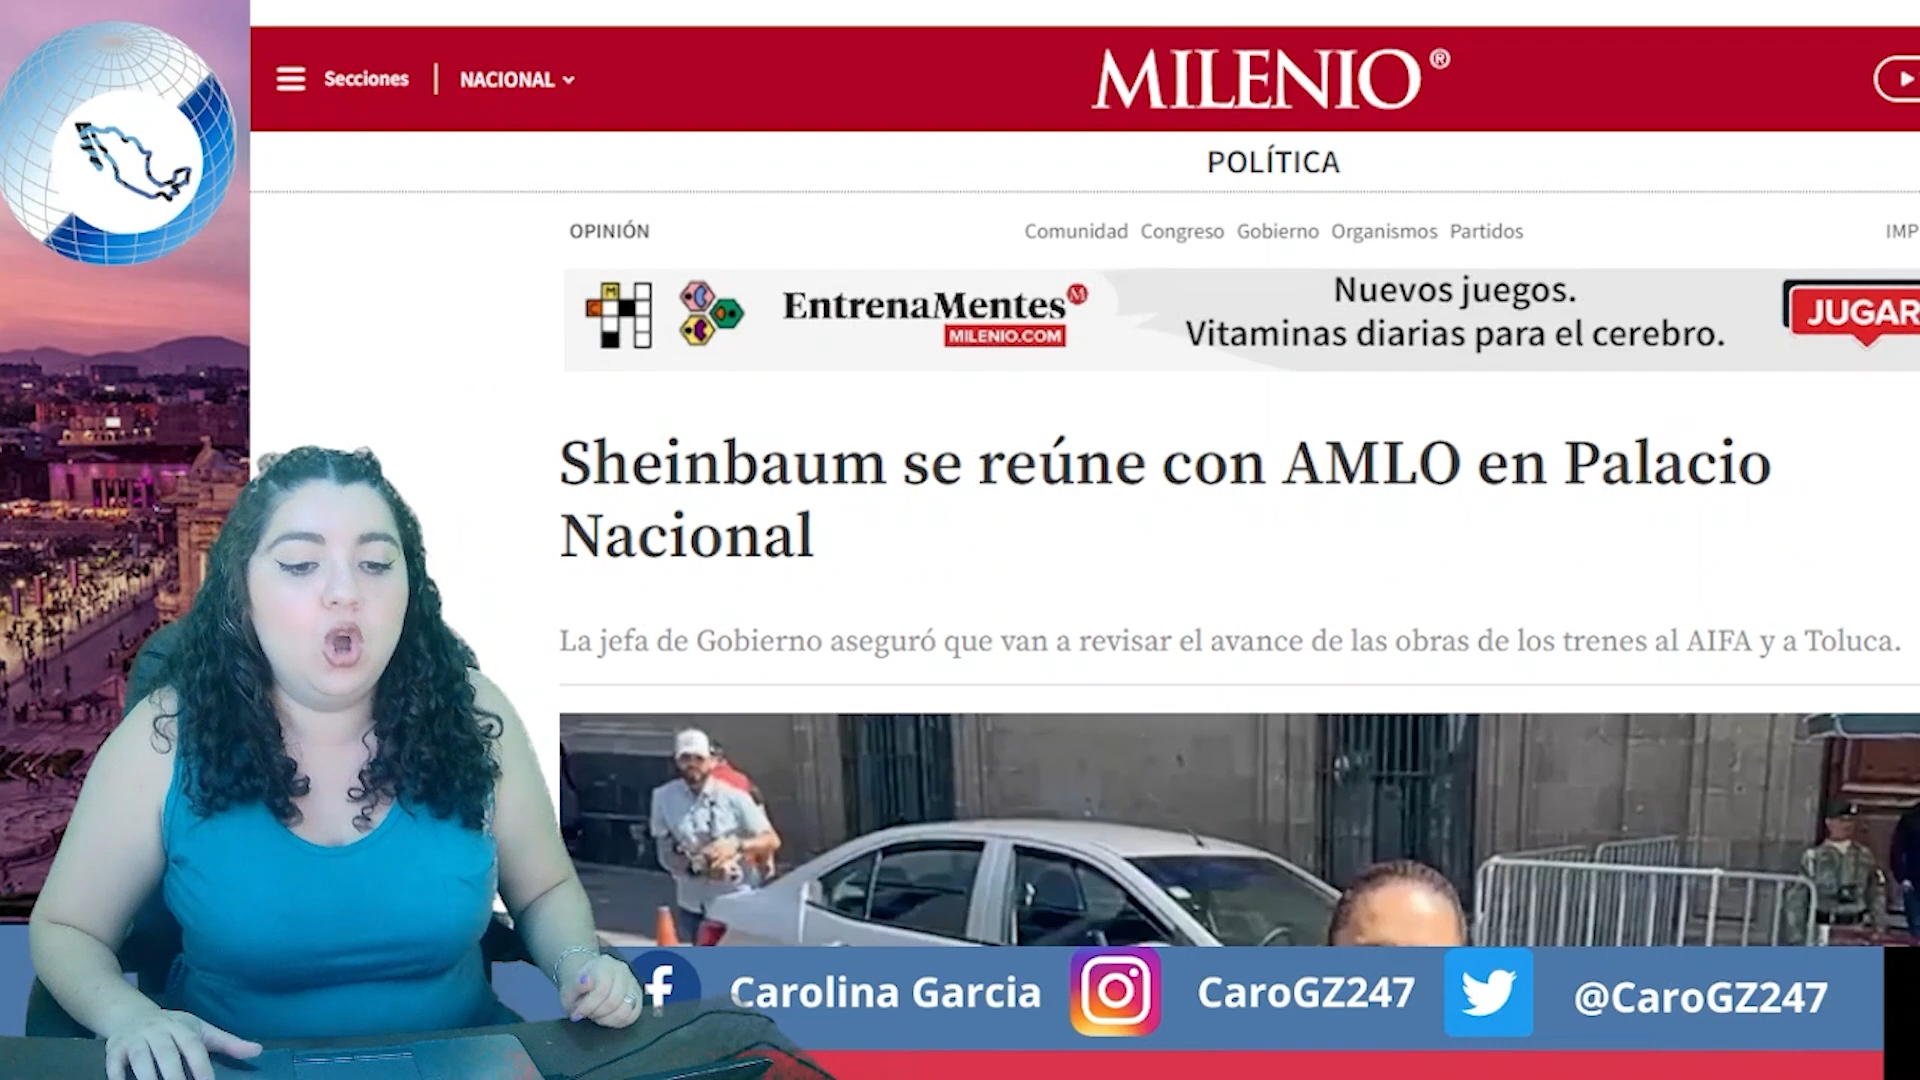 Secciones
NACIONAL
MILENIO®
POLÍTICA
OPINIÓN
Comunidad Congreso Gobierno Organismos Partidos
IMP
M
C
EntrenaMentes M
MILENIO.COM
Nuevos juegos.
Vitaminas diarias para el cerebro.
JUGAR
Sheinbaum se reúne con AMLO en Palacio
Nacional
La jefa de Gobierno aseguró que van a revisar el avance de las obras de los trenes al AIFA y a Toluca.
Carolina Garcia
CaroGZ247
@CaroGZ247